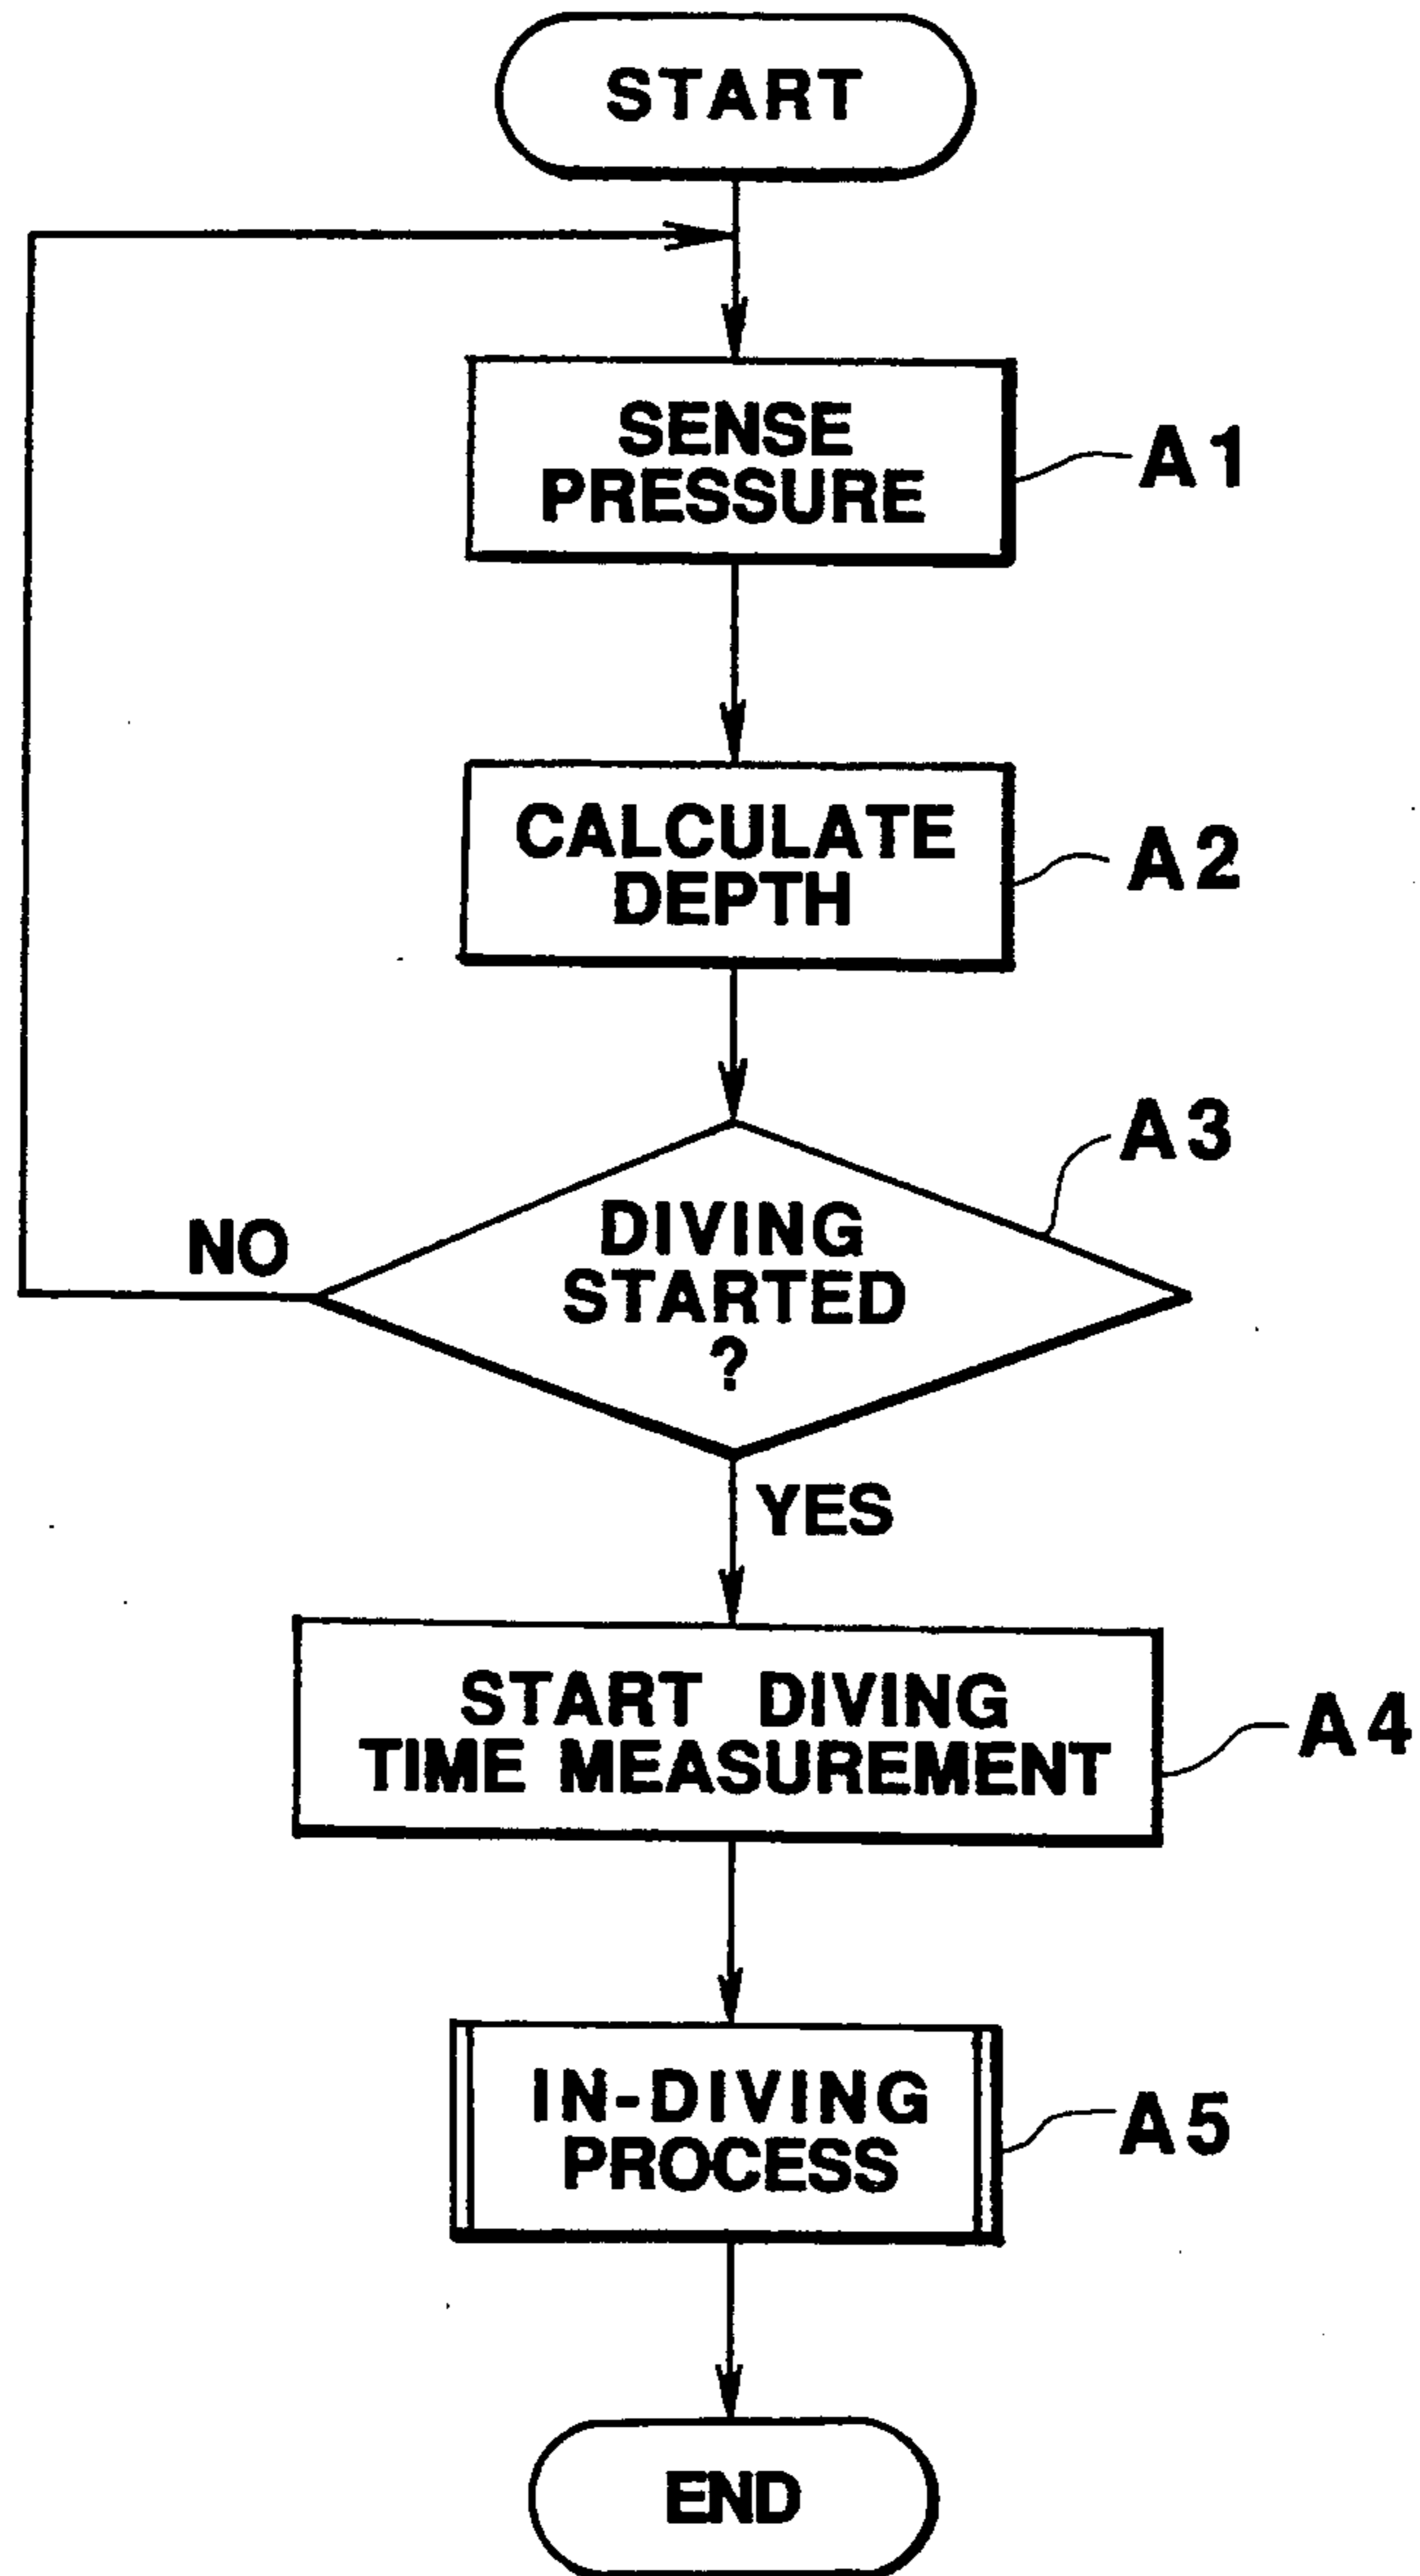 START
SENSE
PRESSURE
A1
CALCULATE
DEPTH
A2
A3
DIVING
STARTED
?
NO
YES
START DIVING
TIME MEASUREMENT
A4
IN-DIVING
PROCESS
A5
END